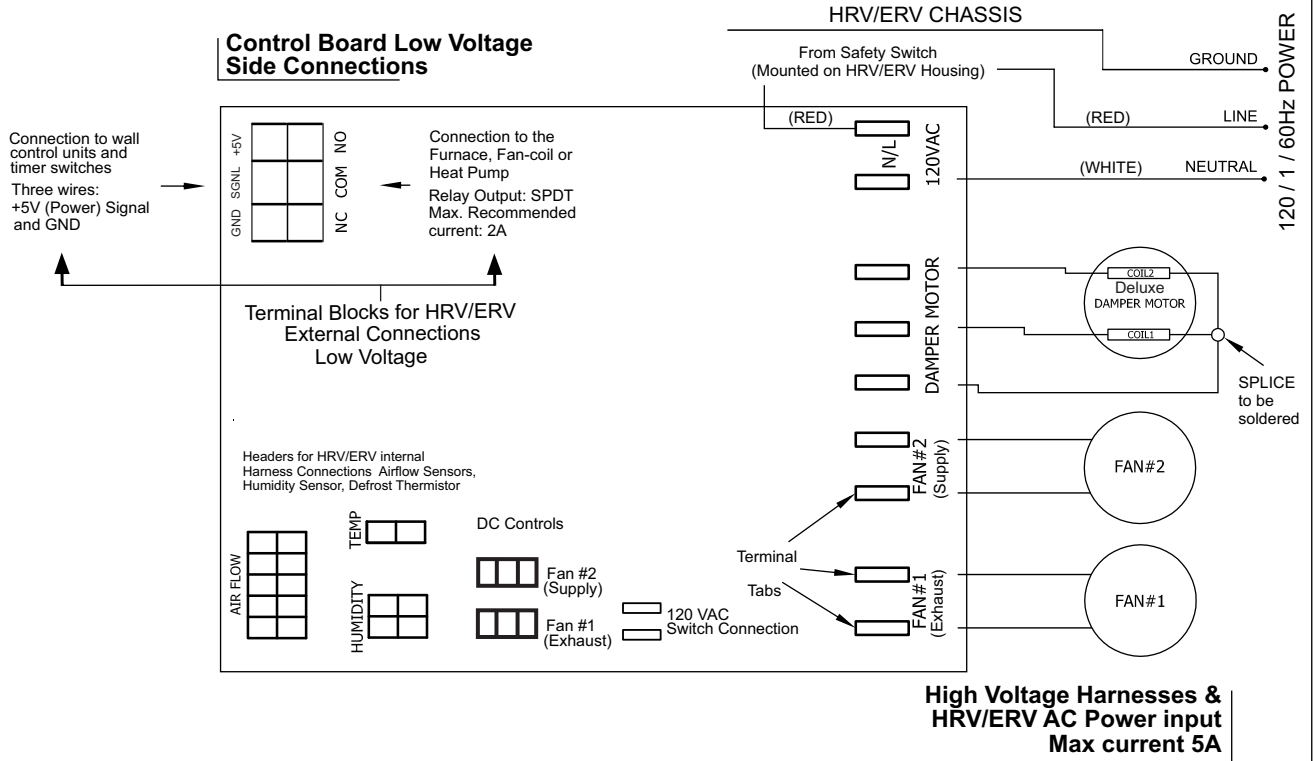 HRV/ERV CHASSIS
Control Board Low Voltage
Side Connections
From Safety Switch
(Mounted on HRV/ERV Housing)
GROUND
(RED)
LINE
(WHITE)
NEUTRAL
120 / 1 / 60Hz POWER
(RED)
N/L
120VAC
Connection to wall
control units and
timer switches
Three wires:
+5V (Power) Signal
and GND
+5V
SGNL
GND
NO
COM
NC
Connection to the
Furnace, Fan-coil or
Heat Pump
Relay Output: SPDT
Max. Recommended
current: 2A
Terminal Blocks for HRV/ERV
External Connections
Low Voltage
DAMPER MOTOR
COIL2
Deluxe
DAMPER MOTOR
COIL1
SPLICE
to be
soldered
FAN#2
(Supply)
FAN#2
Headers for HRV/ERV internal
Harness Connections Airflow Sensors,
Humidity Sensor, Defrost Thermistor
AIR FLOW
TEMP
HUMIDITY
DC Controls
Fan #2
(Supply)
Fan #1
(Exhaust)
120 VAC
Switch Connection
Terminal
Tabs
FAN#1
(Exhaust)
FAN#1
High Voltage Harnesses &
HRV/ERV AC Power input
Max current 5A